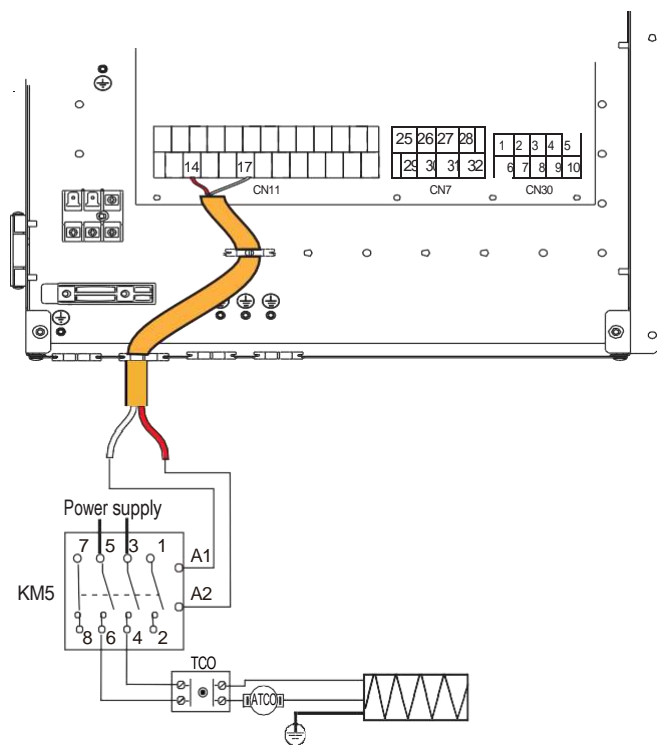 25 26 27 28
1 2 3 4 5
14 17
29 30 31 32
6 7 8 9 10
CN11
CN7
CN30
Power supply
7 5 3 1
A1
KM5
A2
8 6 4 2
TCO
ATCO